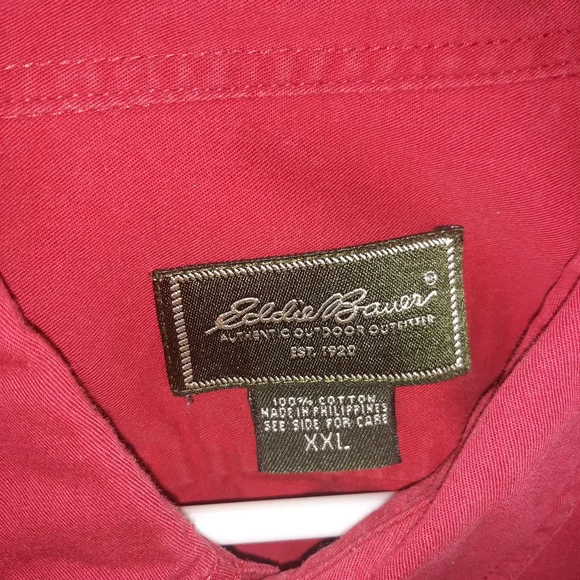 Eddie Bauer®
AUTHENTIC OUTDOOR OUTFITTER
EST. 1920
100% COTTON
MADE IN PHILIPPINES
SEE SIDE FOR CARE
XXL